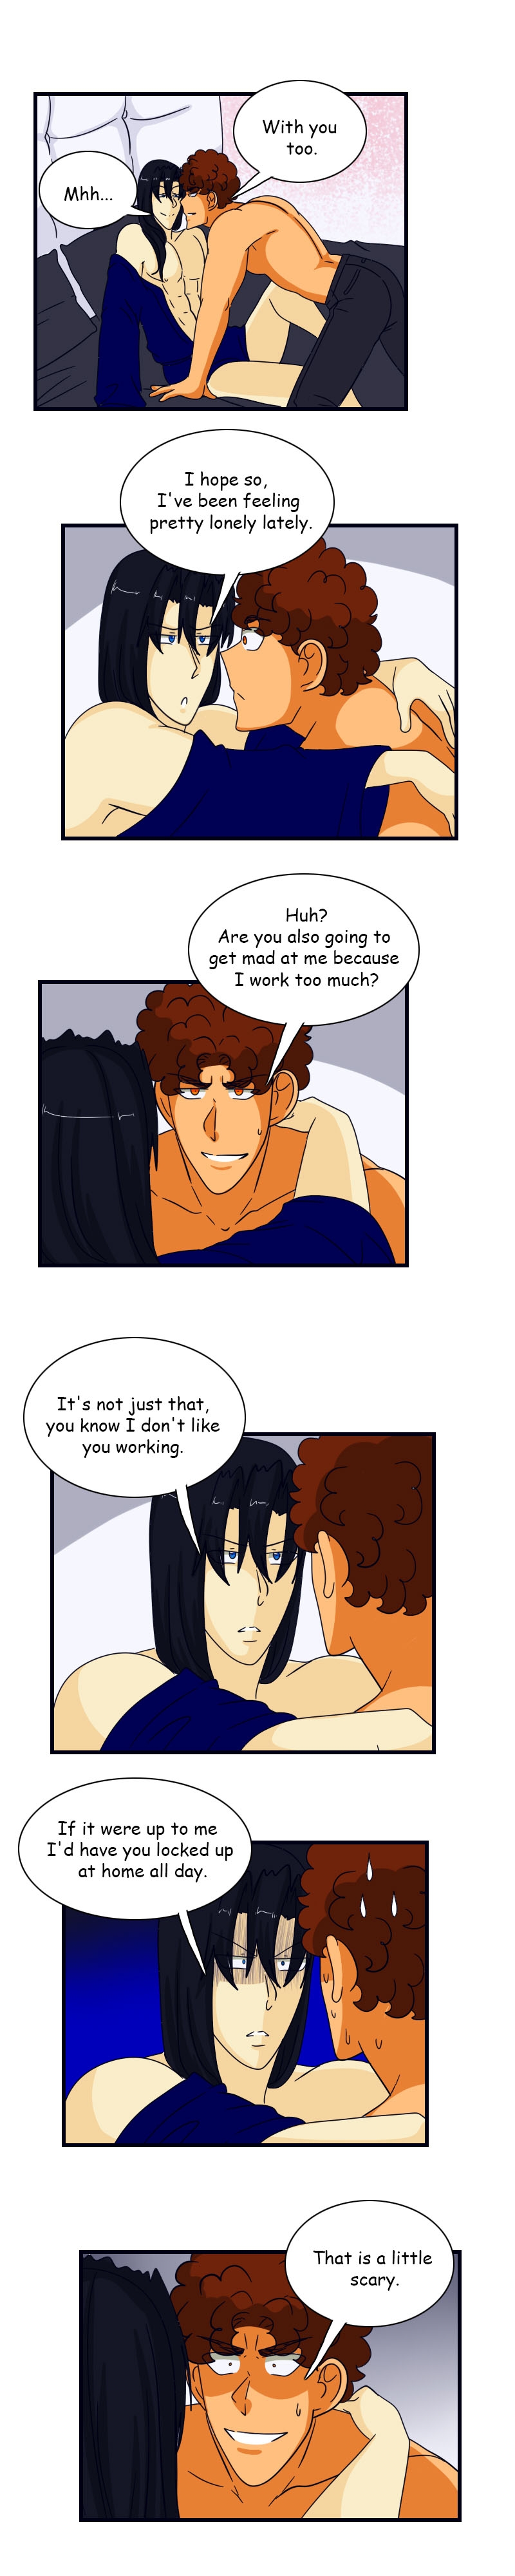 With you
too.
Mhh...
I hope so,
I've been feeling
pretty lonely lately.
Huh?
Are you also going to
get mad at me because
I work too much?
It's not just that,
you know I don't like
you working.
If it were up to me
I'd have you locked up
at home all day.
That is a little
scary.